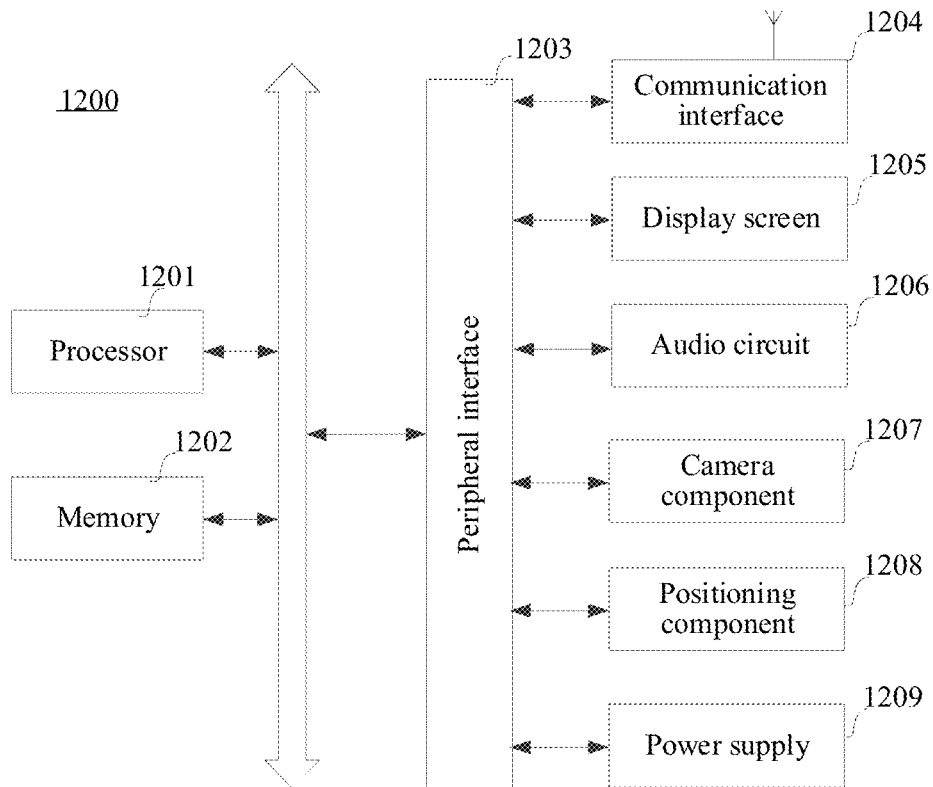 1200
1201
Processor
1202
Memory
1203
Peripheral interface
1204
Communication
interface
1205
Display screen
1206
Audio circuit
1207
Camera
component
1208
Positioning
component
1209
Power supply